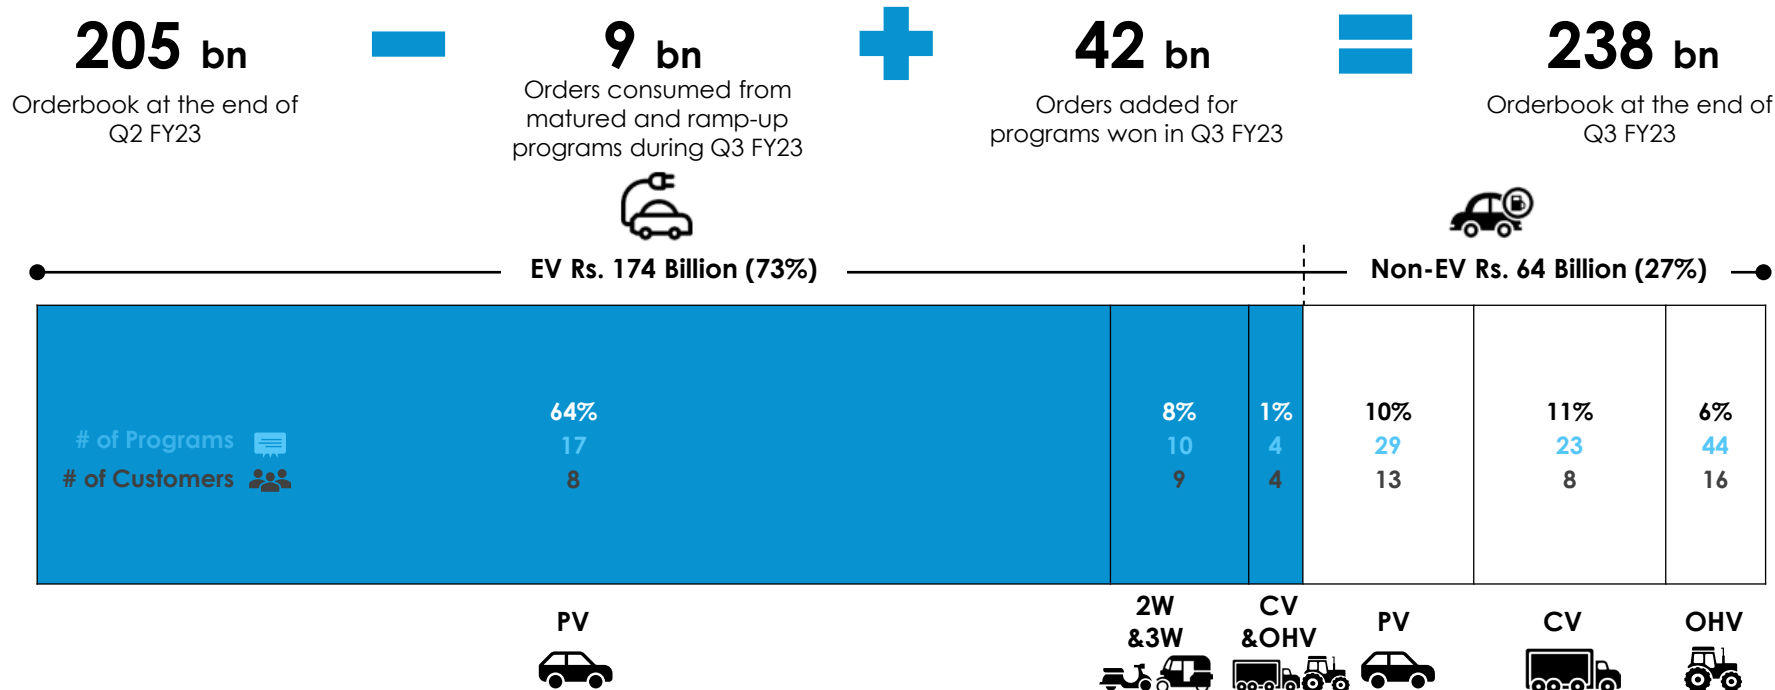 205 bn
Orderbook at the end of
Q2 FY23
9 bn
Orders consumed from
matured and ramp-up
programs during Q3 FY23
42 bn
Orders added for
programs won in Q3 FY23
238 bn
Orderbook at the end of
Q3 FY23
EV Rs. 174 Billion (73%)
Non-EV Rs. 64 Billion (27%)
64% 8% 1% 10% 11% 6%
# of Programs 17 10 4 29 23 44
# of Customers 8 9 4 13 8 16
PV
2W
&3W
CV
&OHV
PV
CV
OHV